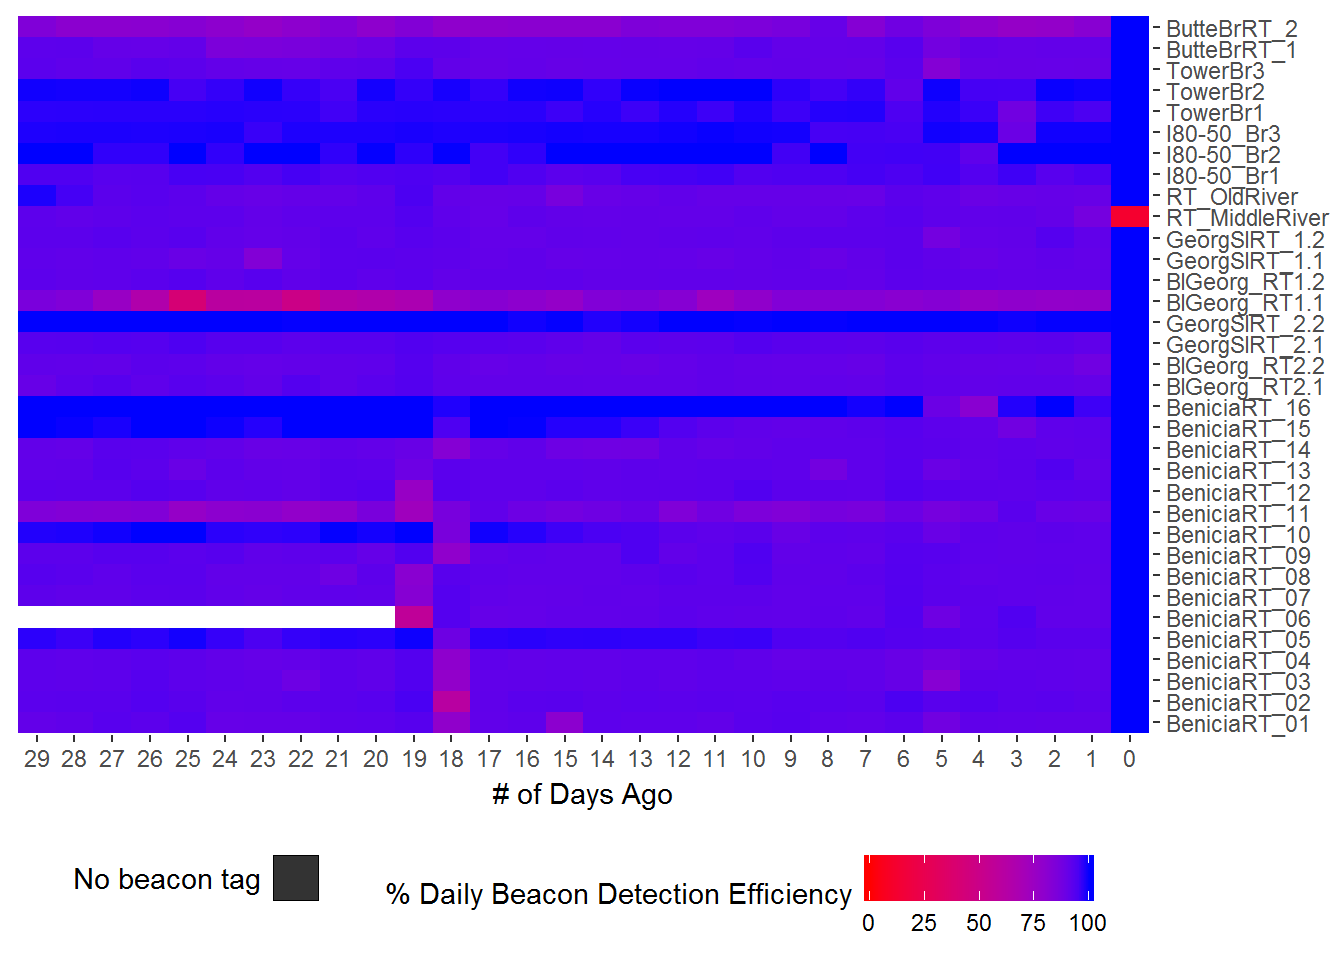 ButteBrRT_2
ButteBrRT_1
TowerBr3
TowerBr2
TowerBr1
I80-50_Br3
I80-50_Br2
I80-50_Br1
RT_OldRiver
RT_MiddleRiver
GeorgSlRT_1.2
GeorgSlRT_1.1
BlGeorg_RT1.2
BlGeorg_RT1.1
GeorgSlRT_2.2
GeorgSlRT_2.1
BlGeorg_RT2.2
BlGeorg_RT2.1
BeniciaRT_16
BeniciaRT_15
BeniciaRT_14
BeniciaRT_13
BeniciaRT_12
BeniciaRT_11
BeniciaRT_10
BeniciaRT_09
BeniciaRT_08
BeniciaRT_07
BeniciaRT_06
BeniciaRT_05
BeniciaRT_04
BeniciaRT_03
BeniciaRT_02
BeniciaRT_01
29 28 27 26 25 24 23 22 21 20 19 18 17 16 15 14 13 12 11 10 9 8 7 6 5 4 3 2 1 0
# of Days Ago
No beacon tag
% Daily Beacon Detection Efficiency
0 25 50 75 100